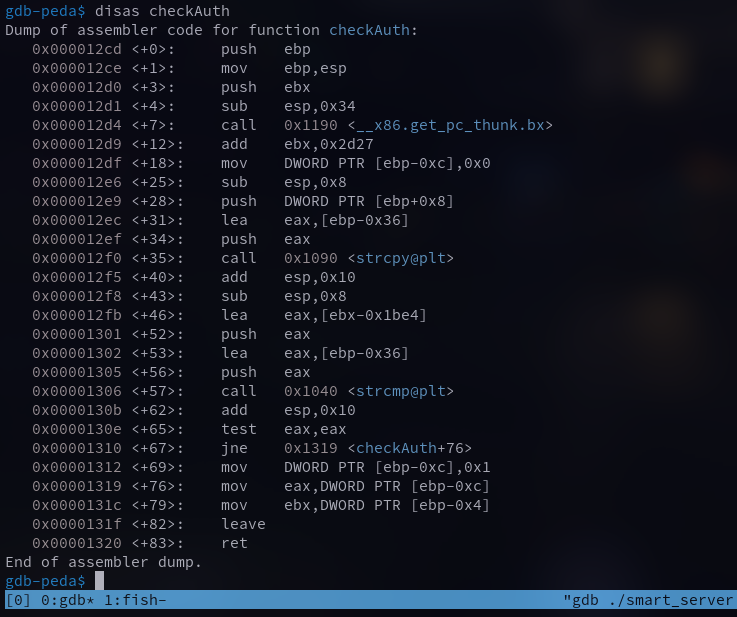 gdb-peda$ disas checkAuth
Dump of assembler code for function checkAuth:
   0x000012cd <+0>:     push   ebp
   0x000012ce <+1>:     mov    ebp,esp
   0x000012d0 <+3>:     push   ebx
   0x000012d1 <+4>:     sub    esp,0x34
   0x000012d4 <+7>:     call   0x1190 <__x86.get_pc_thunk.bx>
   0x000012d9 <+12>:    add    ebx,0x2d27
   0x000012df <+18>:    mov    DWORD PTR [ebp-0xc],0x0
   0x000012e6 <+25>:    sub    esp,0x8
   0x000012e9 <+28>:    push   DWORD PTR [ebp+0x8]
   0x000012ec <+31>:    lea    eax,[ebp-0x36]
   0x000012ef <+34>:    push   eax
   0x000012f0 <+35>:    call   0x1090 <strcpy@plt>
   0x000012f5 <+40>:    add    esp,0x10
   0x000012f8 <+43>:    sub    esp,0x8
   0x000012fb <+46>:    lea    eax,[ebx-0x1be4]
   0x00001301 <+52>:    push   eax
   0x00001302 <+53>:    lea    eax,[ebp-0x36]
   0x00001305 <+56>:    push   eax
   0x00001306 <+57>:    call   0x1040 <strcmp@plt>
   0x0000130b <+62>:    add    esp,0x10
   0x0000130e <+65>:    test   eax,eax
   0x00001310 <+67>:    jne    0x1319 <checkAuth+76>
   0x00001312 <+69>:    mov    DWORD PTR [ebp-0xc],0x1
   0x00001319 <+76>:    mov    eax,DWORD PTR [ebp-0xc]
   0x0000131c <+79>:    mov    ebx,DWORD PTR [ebp-0x4]
   0x0000131f <+82>:    leave
   0x00001320 <+83>:    ret
End of assembler dump.
gdb-peda$
[0] 0:gdb* 1:fish- "gdb ./smart_server